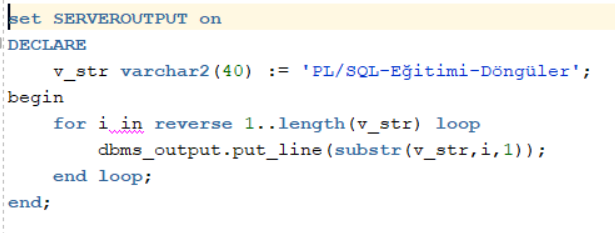 set SERVEROUTPUT on
DECLARE
    v_str varchar2(40) := 'PL/SQL-Eğitimi-Döngüler';
begin
    for i in reverse 1..length(v_str) loop
        dbms_output.put_line(substr(v_str,i,1));
    end loop;
end;